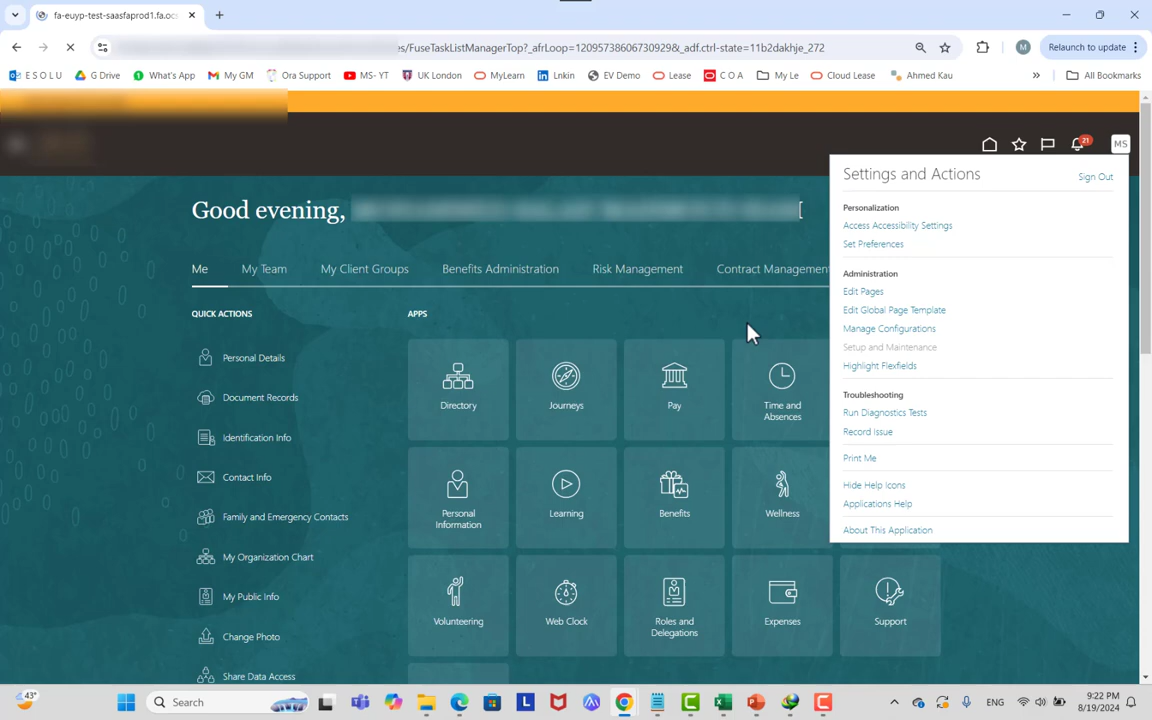 fa-euyp-test-saasfaprod1.fa.ocs
es/FuseTaskListManagerTop?_afrLoop=12095738606730929&_adf.ctrl-state=11b2dakhje_272
M
Relaunch to update
E S O L U
G Drive
What's App
My GM
Ora Support
MS- YT
UK London
MyLearn
Lnkin
EV Demo
Lease
C O A
My Le
Cloud Lease
Ahmed Kau
All Bookmarks
21
MS
Good evening,
Settings and Actions
Sign Out
Personalization
Access Accessibility Settings
Set Preferences
Administration
Edit Pages
Edit Global Page Template
Manage Configurations
Setup and Maintenance
Highlight Flexfields
Troubleshooting
Run Diagnostics Tests
Record Issue
Print Me
Hide Help Icons
Applications Help
About This Application
Me
My Team
My Client Groups
Benefits Administration
Risk Management
Contract Management
QUICK ACTIONS
Personal Details
Document Records
Identification Info
Contact Info
Family and Emergency Contacts
My Organization Chart
My Public Info
Change Photo
Share Data Access
APPS
Directory
Journeys
Pay
Time and
Absences
Personal
Information
Learning
Benefits
Wellness
Volunteering
Web Clock
Roles and
Delegations
Expenses
Support
43°
Search
ENG
9:22 PM
8/19/2024